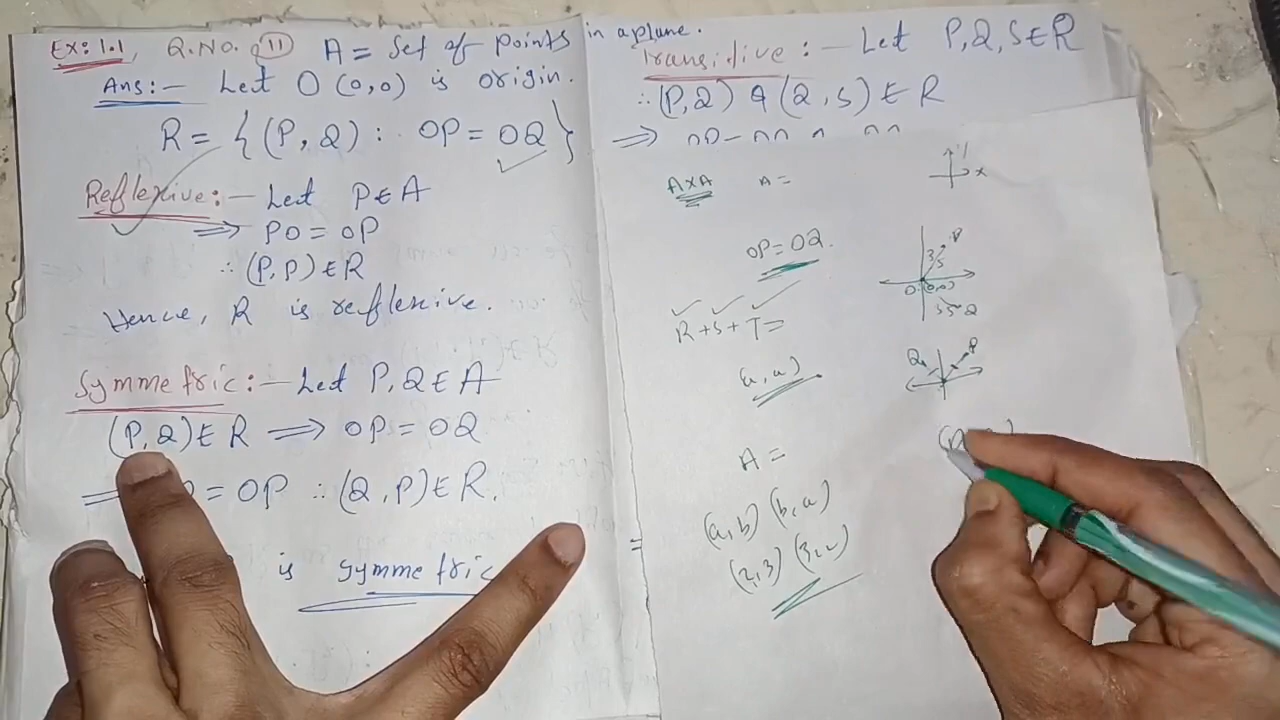 Ex: 1.1, Q.NO. 11 A = Set of points in a plane.
Ans:- Let O (0,0) is origin.
R = {(P, Q) : OP = OQ}
Reflexive:- Let P ∈ A
⇒ PO = OP
∴ (P, P) ∈ R
Hence, R is reflexive.
Symmetric:- Let P, Q ∈ A
(P, Q) ∈ R ⇒ OP = OQ
= OP ∴ (Q, P) ∈ R.
is symmetric
Transitive:- Let P, Q, S ∈ R
∴ (P, Q) & (Q, S) ∈ R
⇒
A×A A =
x
OP = OQ.
P
O (0,0)
Q
R + S + T =
(a, a)
Q P
A =
(a, b) (b, a)
(2, 3) (3, 2)